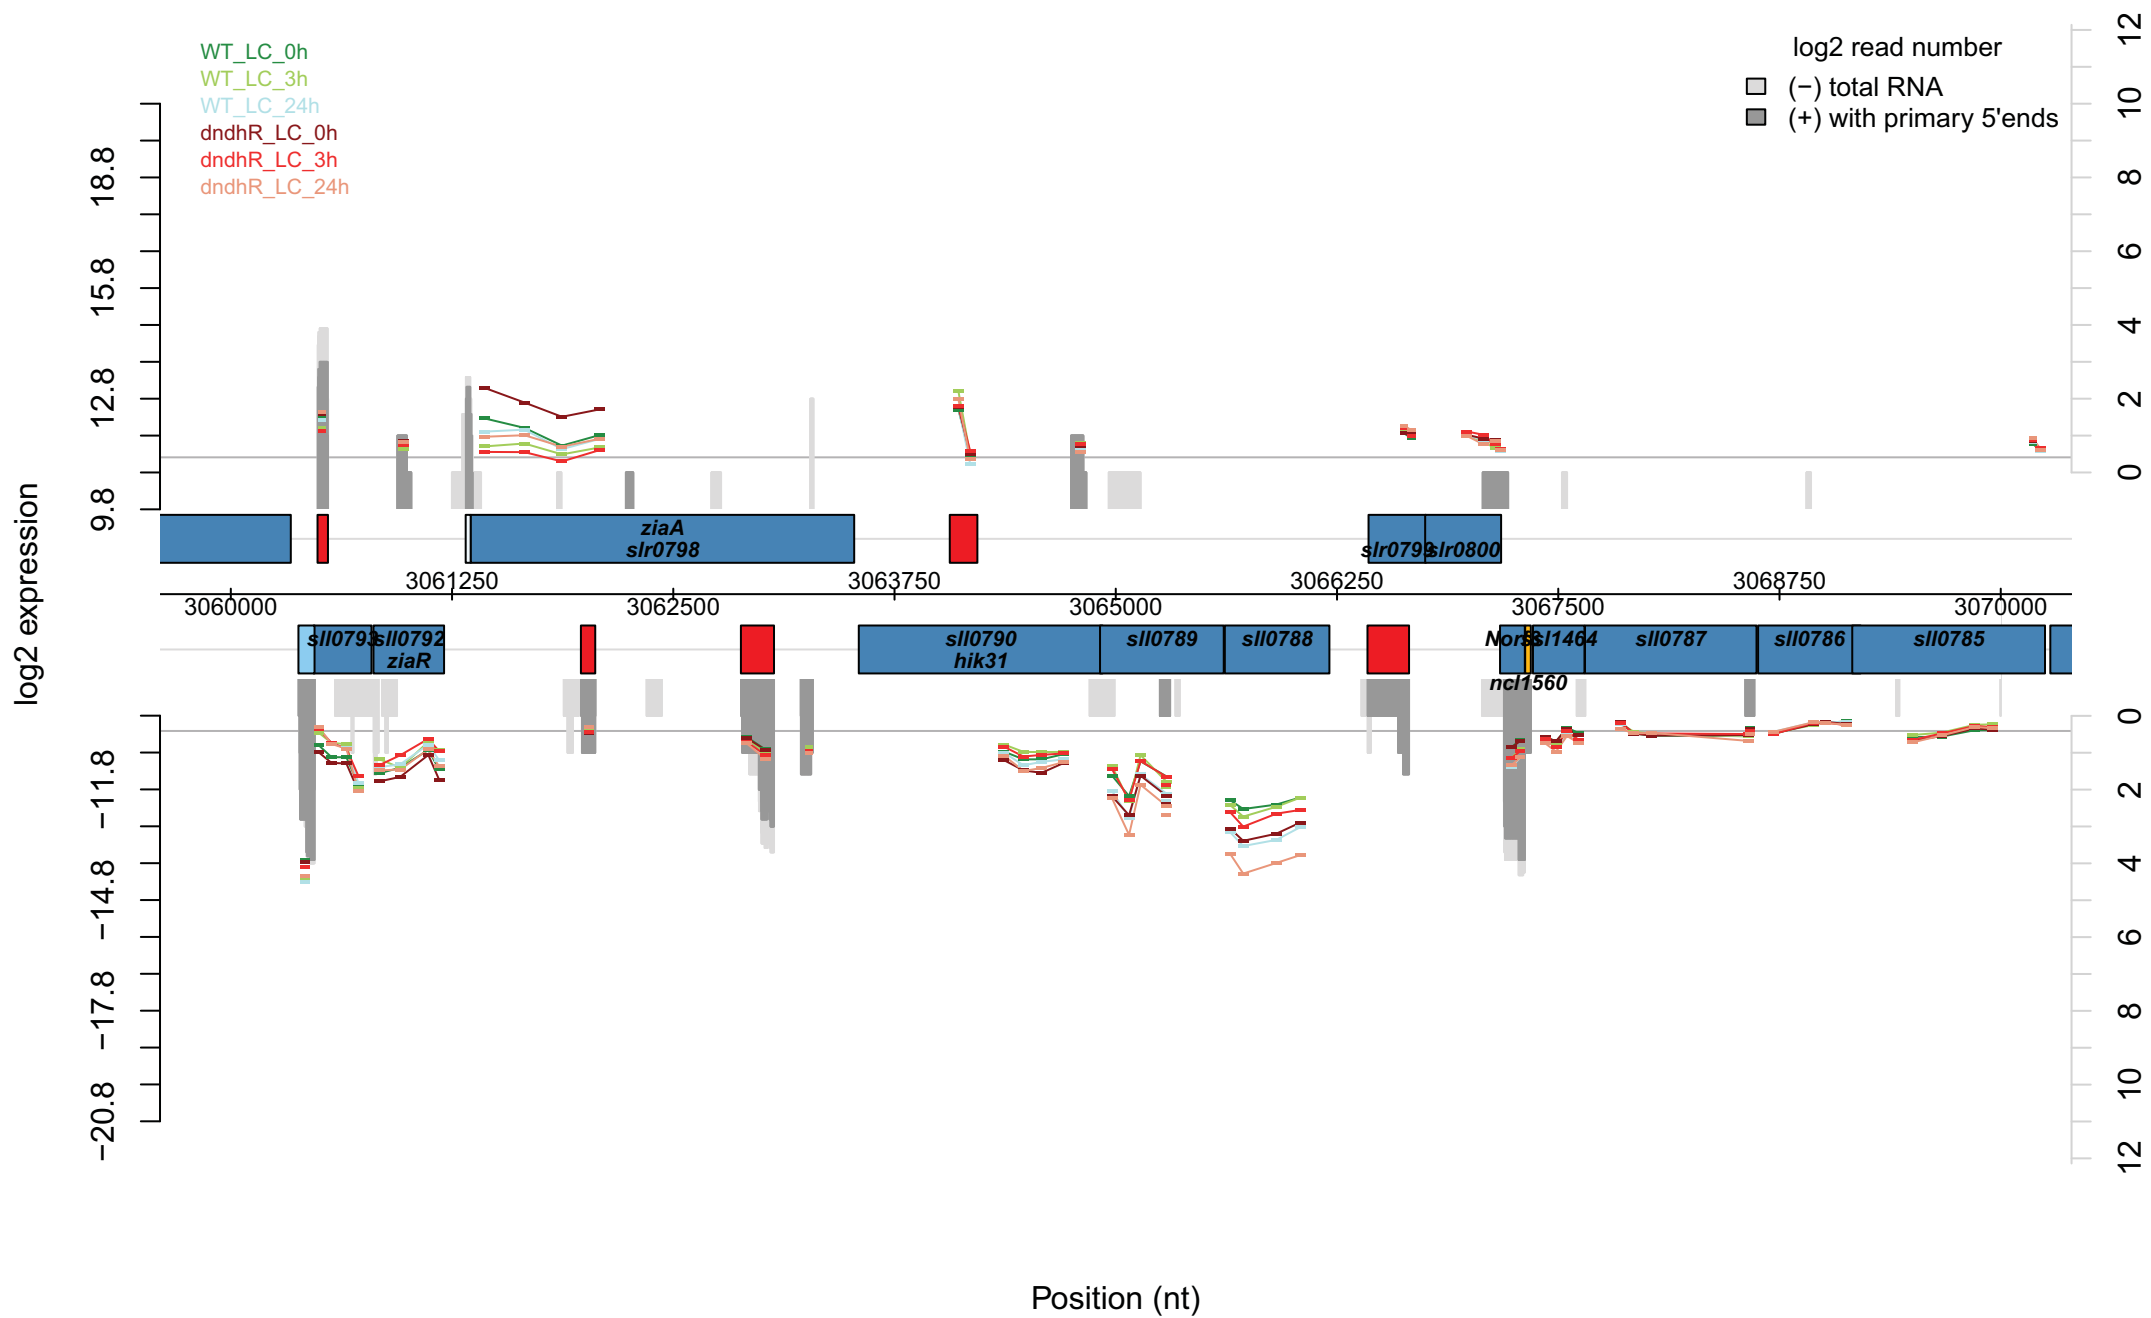 WT_LC_0h
WT_LC_3h
WT_LC_24h
dndhR_LC_0h
dndhR_LC_3h
dndhR_LC_24h
log2 read number
(−) total RNA
(+) with primary 5'ends
log2 expression
18.8
15.8
12.8
9.8
12
10
8
6
4
2
0
ziaA
slr0798
slr0799
slr0800
3061250
3063750
3066250
3068750
3060000
3062500
3065000
3067500
3070000
sll0793
sll0792
ziaR
sll0790
hik31
sll0789
sll0788
Norf
ssl1464
ncl1560
sll0787
sll0786
sll0785
−11.8
−14.8
−17.8
−20.8
0
2
4
6
8
10
12
Position (nt)